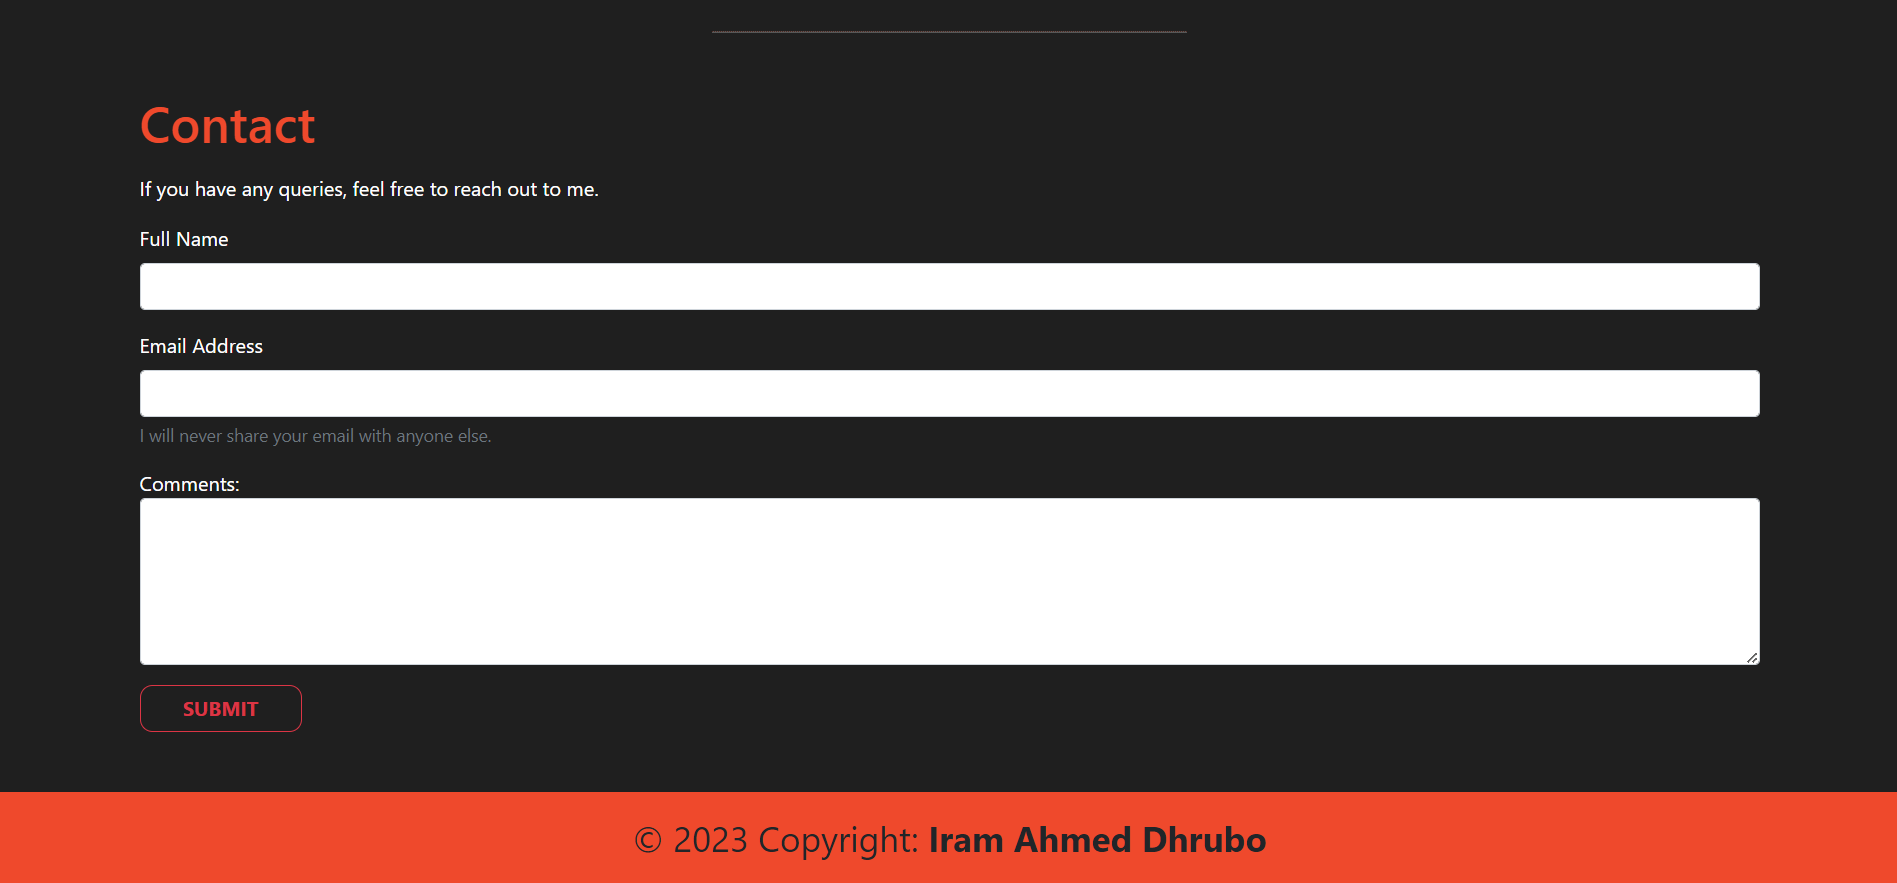 Contact
If you have any queries, feel free to reach out to me.
Full Name
Email Address
I will never share your email with anyone else.
Comments:
SUBMIT
© 2023 Copyright: Iram Ahmed Dhrubo